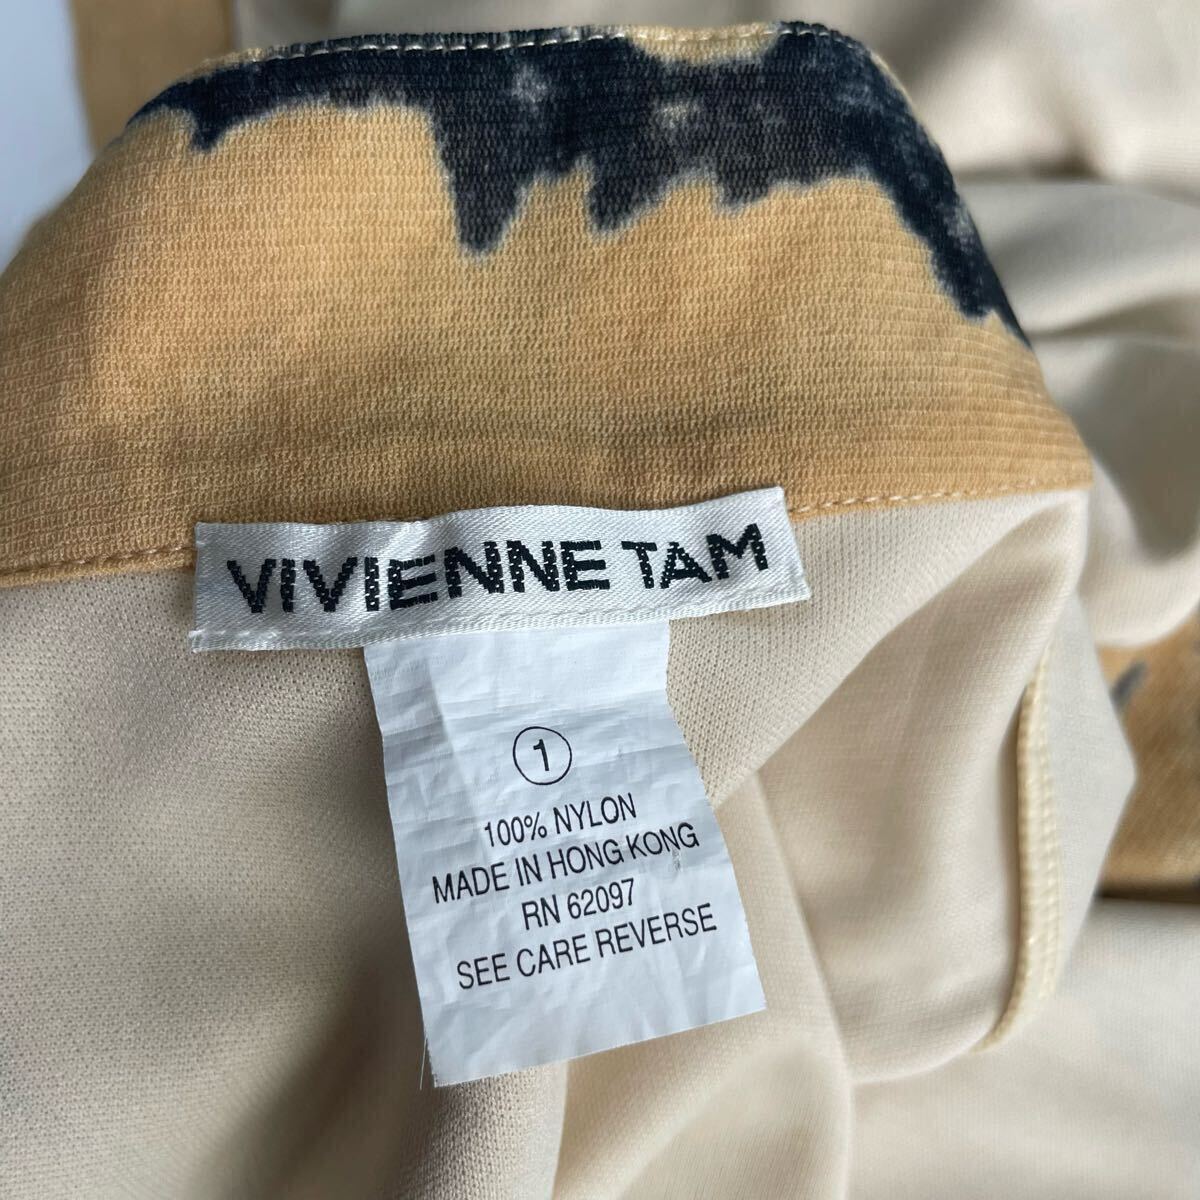 VIVIENNE TAM
1
100% NYLON
MADE IN HONG KONG
RN 62097
SEE CARE REVERSE